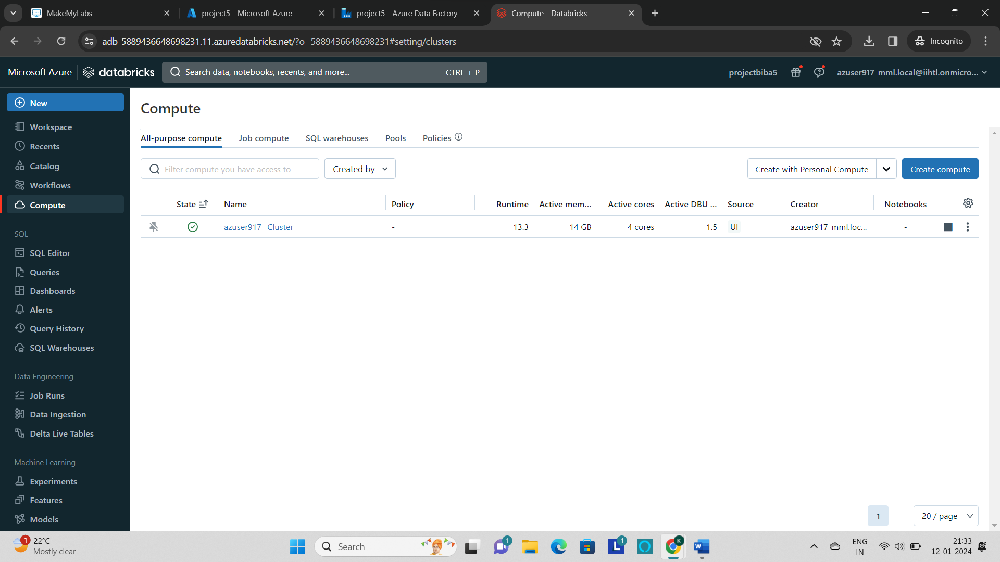 MakeMyLabs
project5 - Microsoft Azure
project5 - Azure Data Factory
Compute - Databricks
adb-5889436648698231.11.azuredatabricks.net/?o=5889436648698231#setting/clusters
Incognito
Microsoft Azure
databricks
Search data, notebooks, recents, and more...
CTRL + P
projectbiba5
azuser917_mml.local@iihtl.onmicro...
New
Workspace
Recents
Catalog
Workflows
Compute
SQL
SQL Editor
Queries
Dashboards
Alerts
Query History
SQL Warehouses
Data Engineering
Job Runs
Data Ingestion
Delta Live Tables
Machine Learning
Experiments
Features
Models
Compute
All-purpose compute
Job compute
SQL warehouses
Pools
Policies
Filter compute you have access to
Created by
Create with Personal Compute
Create compute
State Name Policy Runtime Active mem... Active cores Active DBU ... Source Creator Notebooks
azuser917_ Cluster - 13.3 14 GB 4 cores 1.5 UI azuser917_mml.loc... -
1
20 / page
1
22°C
Mostly clear
Search
1
L
1
K
W
ENG
IN
21:33
12-01-2024